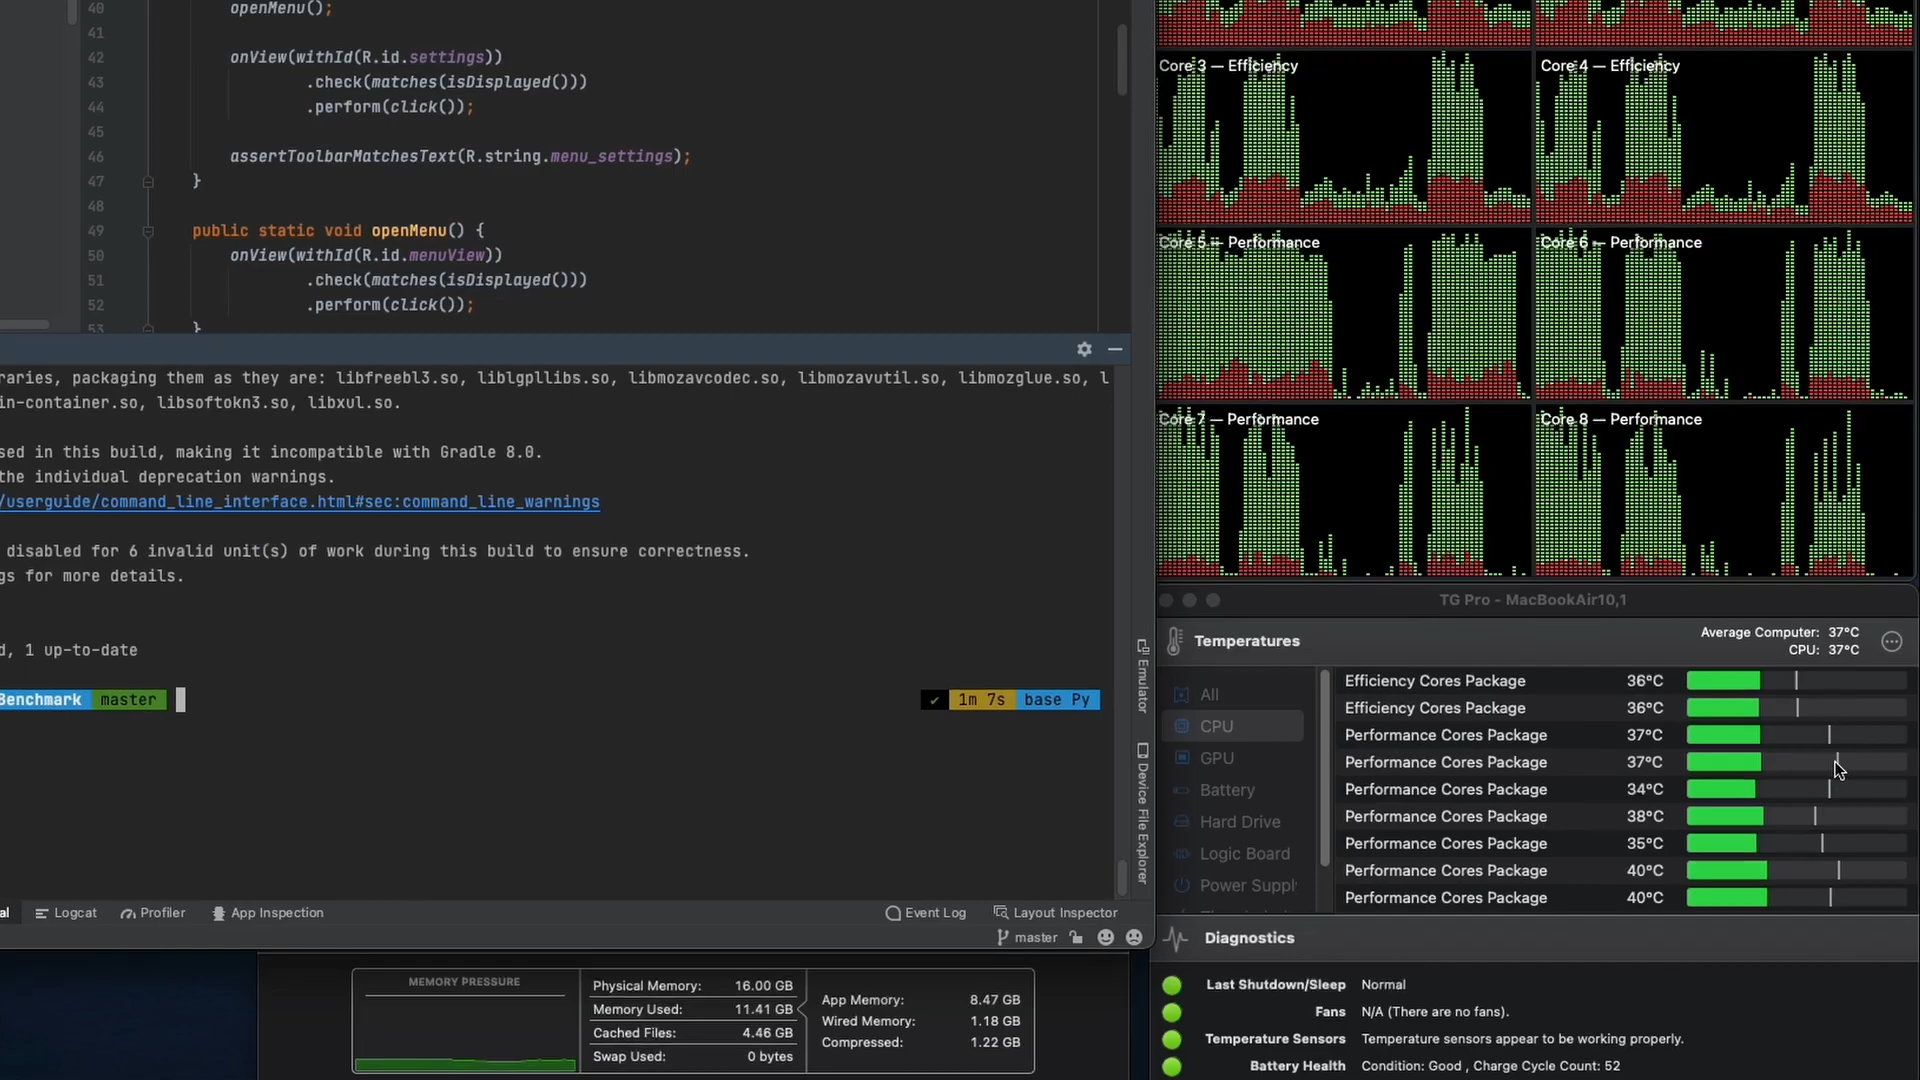 40 openMenu();
41
42 onView(withId(R.id.settings))
43 .check(matches(isDisplayed()))
44 .perform(click());
45
46 assertToolbarMatchesText(R.string.menu_settings);
47 }
48
49 public static void openMenu() {
50 onView(withId(R.id.menuView))
51 .check(matches(isDisplayed()))
52 .perform(click());
53 }
raries, packaging them as they are: libfreebl3.so, liblgpllibs.so, libmozavcodec.so, libmozavutil.so, libmozglue.so, l
in-container.so, libsoftokn3.so, libxul.so.
sed in this build, making it incompatible with Gradle 8.0.
the individual deprecation warnings.
/userguide/command_line_interface.html#sec:command_line_warnings
disabled for 6 invalid unit(s) of work during this build to ensure correctness.
gs for more details.
d, 1 up-to-date
Benchmark master ✔ 1m 7s base Py
Emulator
Device File Explorer
al Logcat Profiler App Inspection Event Log Layout Inspector
master
MEMORY PRESSURE
Physical Memory: 16.00 GB
Memory Used: 11.41 GB
Cached Files: 4.46 GB
Swap Used: 0 bytes
App Memory: 8.47 GB
Wired Memory: 1.18 GB
Compressed: 1.22 GB
Core 3 — Efficiency
Core 4 — Efficiency
Core 5 — Performance
Core 6 — Performance
Core 7 — Performance
Core 8 — Performance
TG Pro - MacBookAir10,1
Temperatures
Average Computer: 37°C
CPU: 37°C
All
CPU
GPU
Battery
Hard Drive
Logic Board
Power Suppl
Efficiency Cores Package 36°C
Efficiency Cores Package 36°C
Performance Cores Package 37°C
Performance Cores Package 37°C
Performance Cores Package 34°C
Performance Cores Package 38°C
Performance Cores Package 35°C
Performance Cores Package 40°C
Performance Cores Package 40°C
Diagnostics
Last Shutdown/Sleep Normal
Fans N/A (There are no fans).
Temperature Sensors Temperature sensors appear to be working properly.
Battery Health Condition: Good , Charge Cycle Count: 52